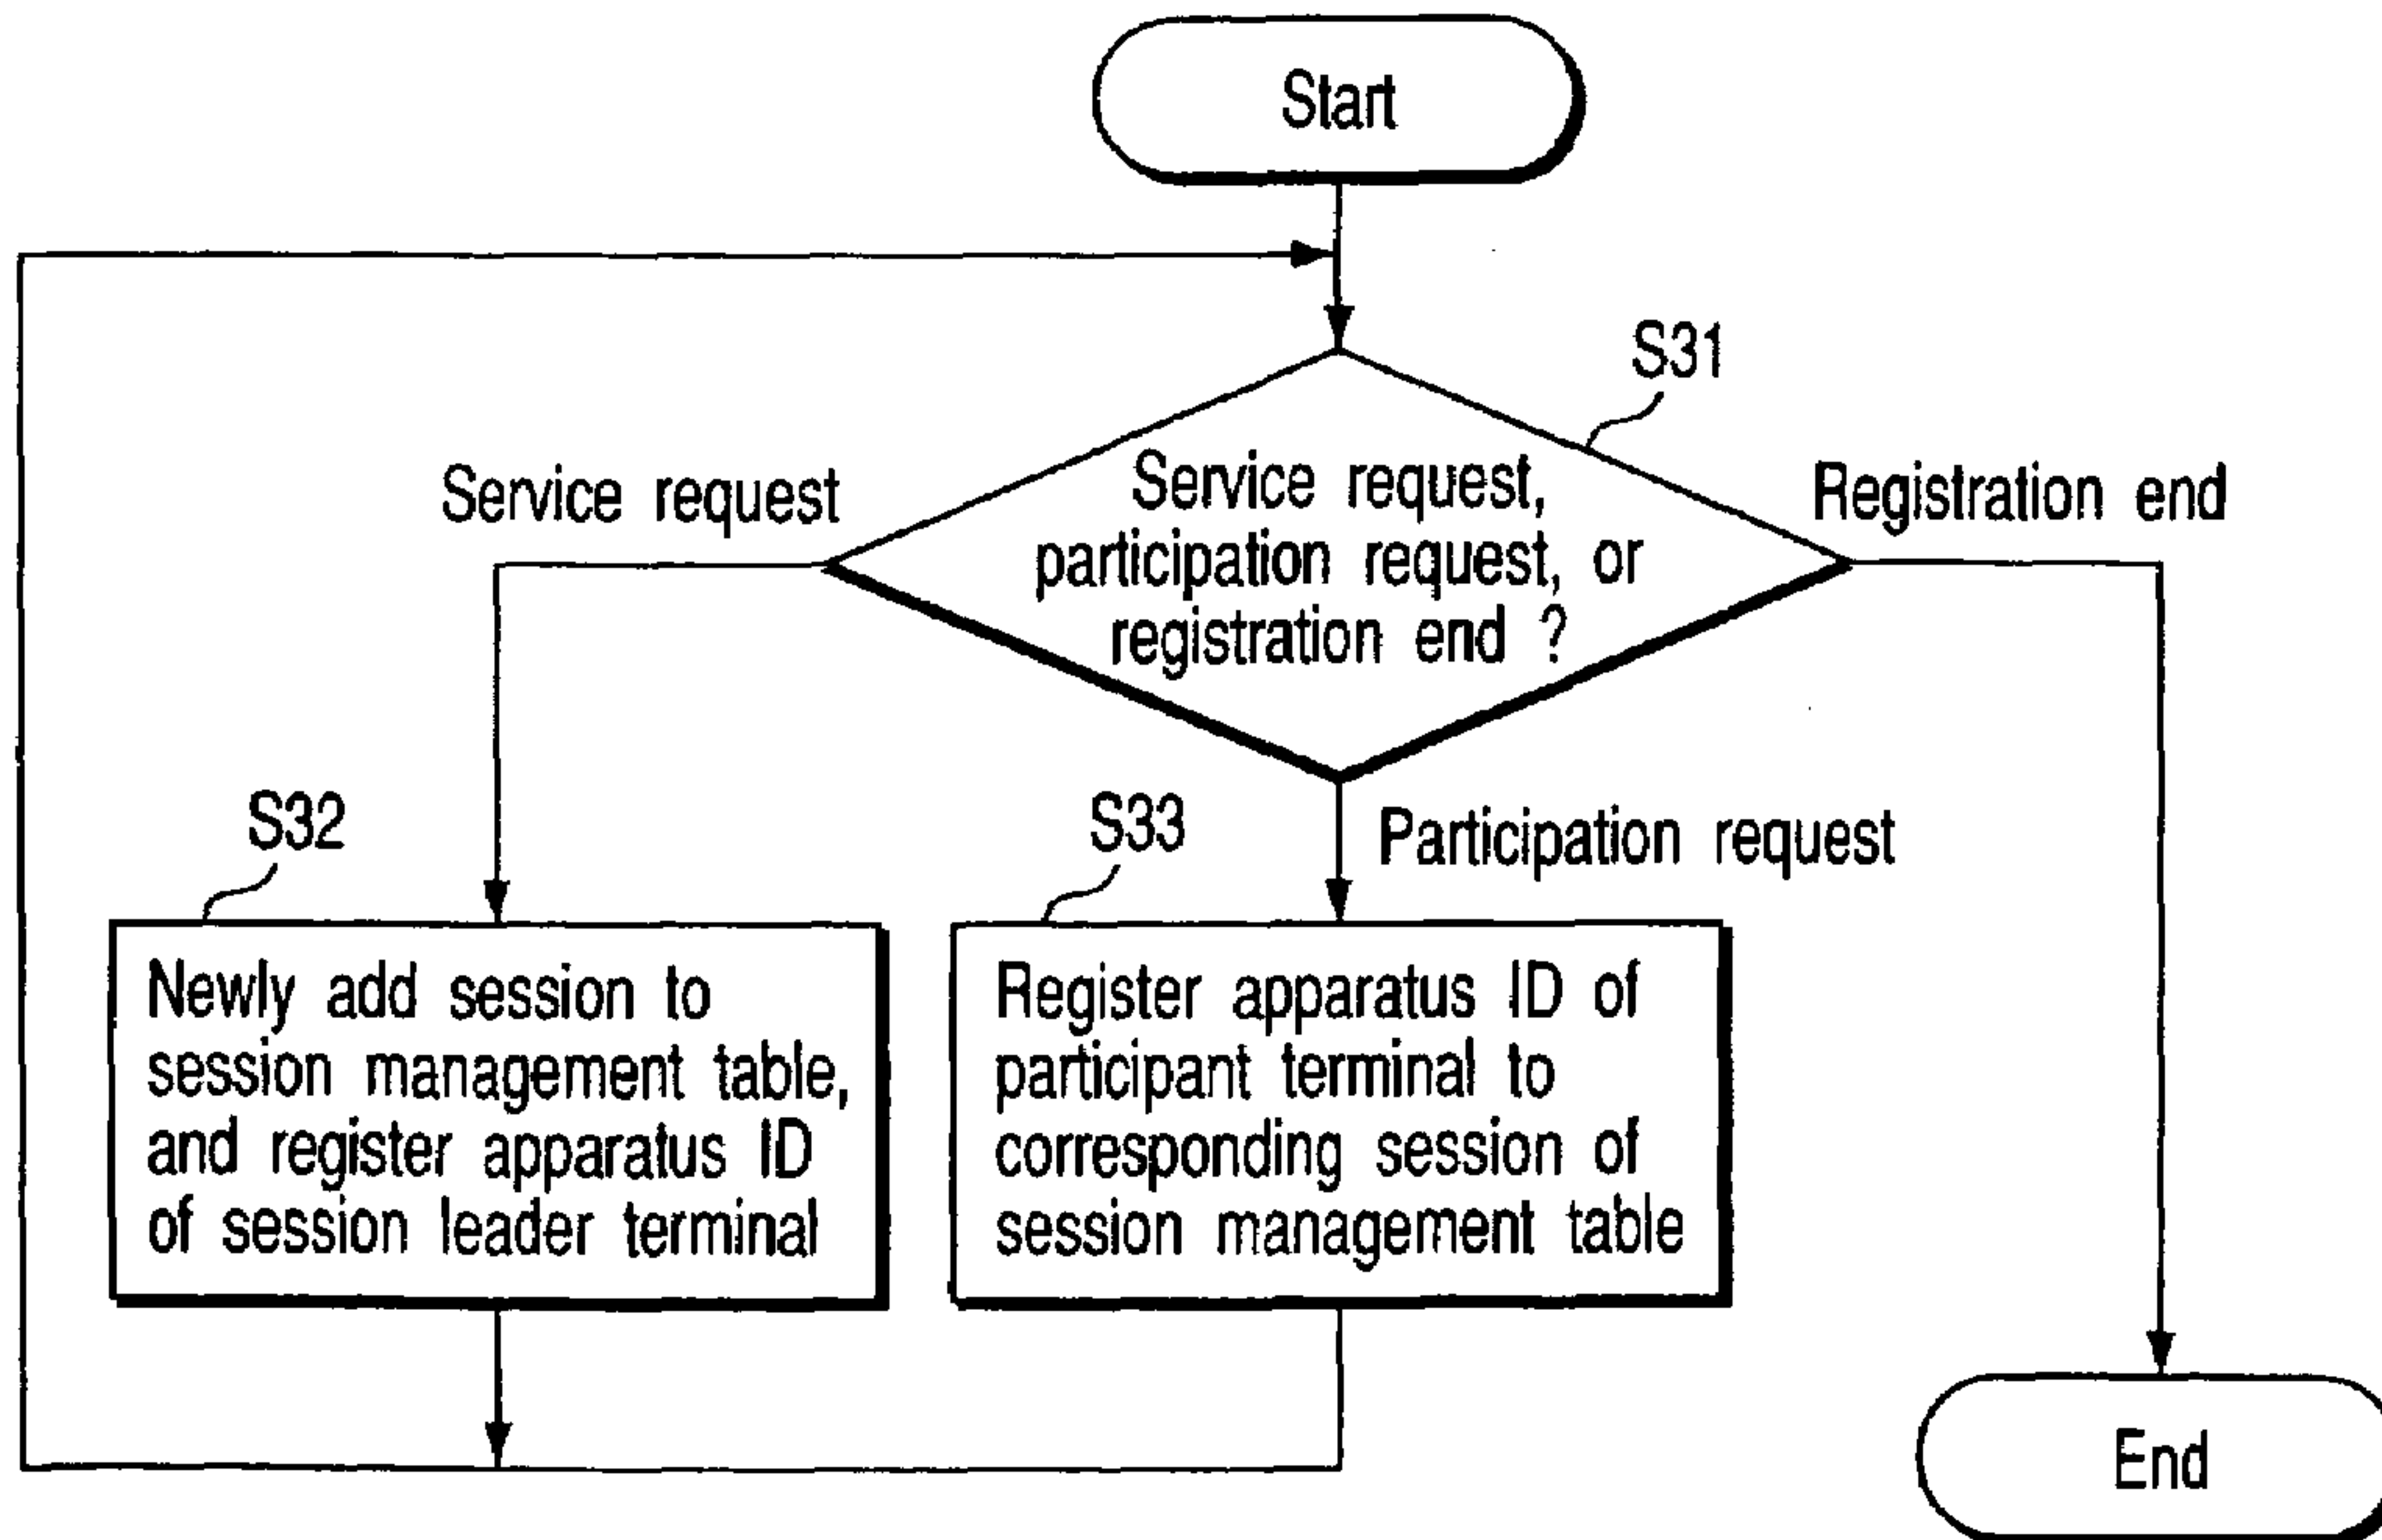 Start
S31
Service request
Service request,
participation request, or
registration end ?
Registration end
S32
S33
Participation request
Newly add session to
session management table,
and register apparatus ID
of session leader terminal
Register apparatus ID of
participant terminal to
corresponding session of
session management table
End